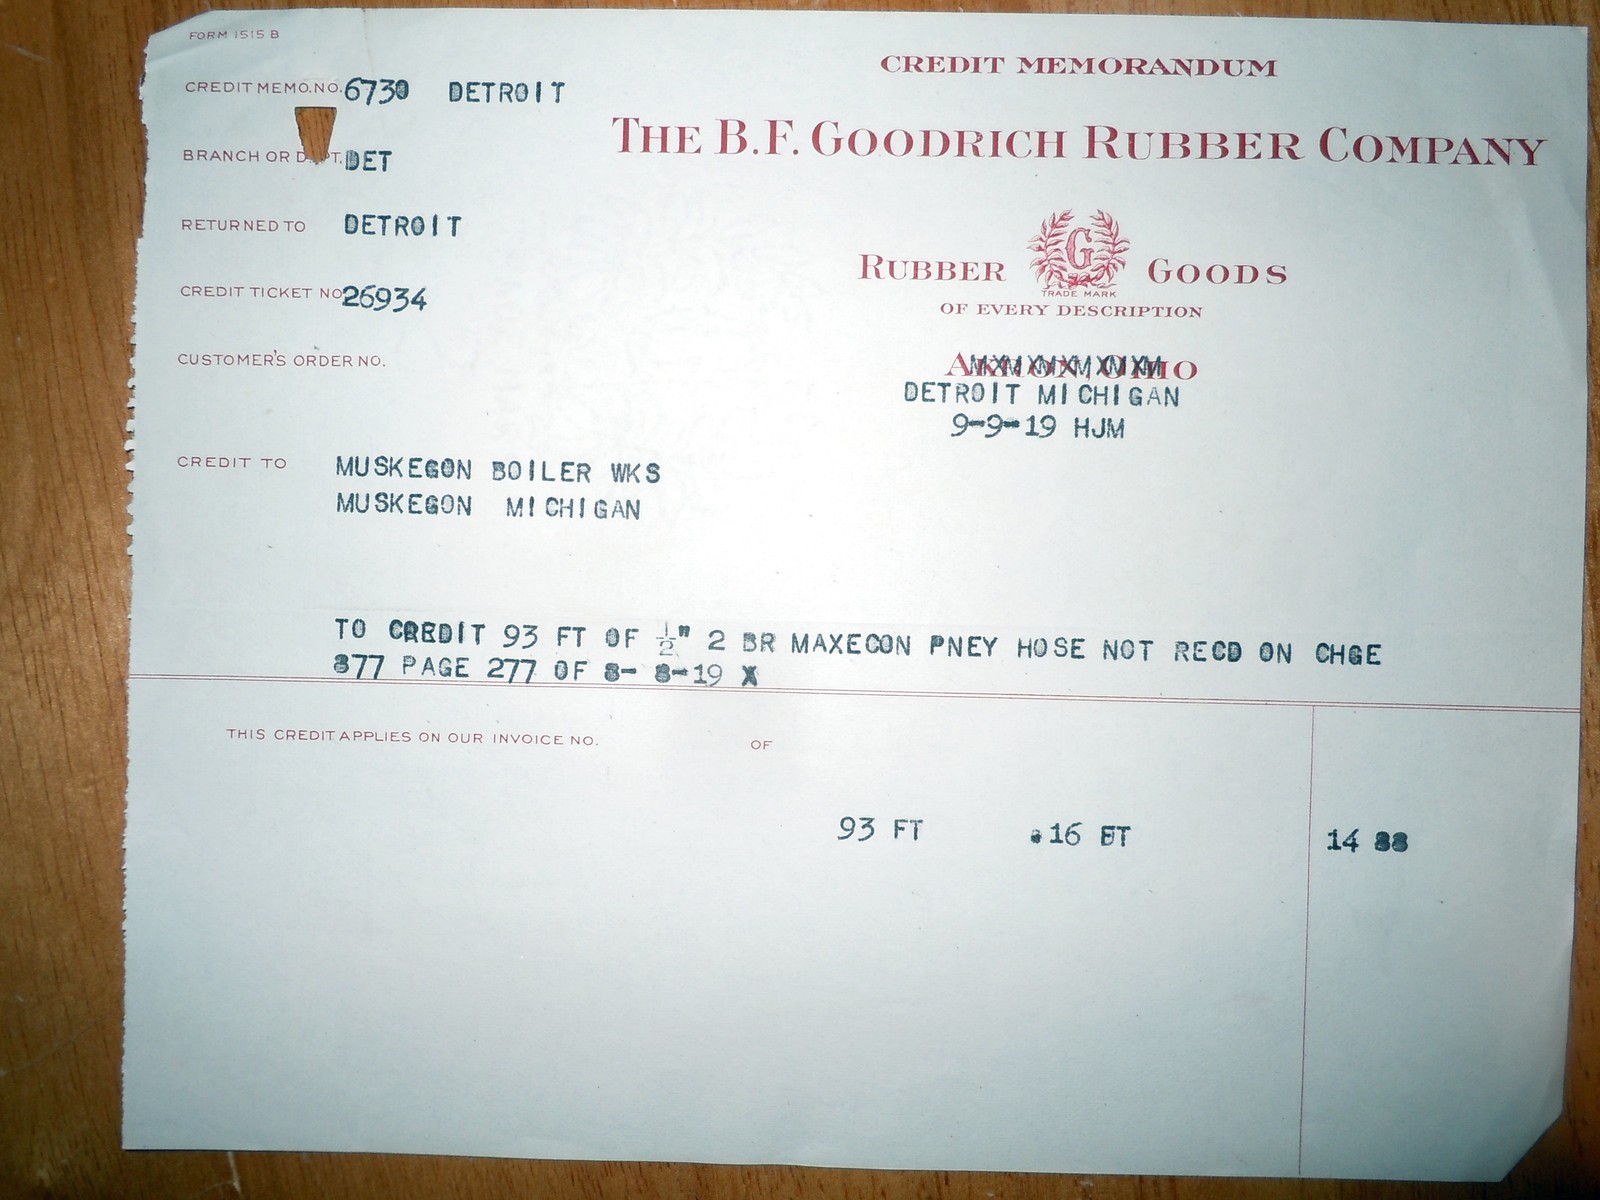 FORM 1515 B
CREDIT MEMORANDUM
CREDIT MEMO. NO. 6730 DETROIT
THE B.F. GOODRICH RUBBER COMPANY
BRANCH OR D PT. DET
RETURNED TO DETROIT
G
RUBBER GOODS
TRADE MARK
CREDIT TICKET NO 26934
OF EVERY DESCRIPTION
CUSTOMER'S ORDER NO.
AKRON, OHIO
DETROIT MICHIGAN
9-9-19 HJM
CREDIT TO MUSKEGON BOILER WKS
MUSKEGON MICHIGAN
TO CREDIT 93 FT OF 1/2" 2 BR MAXECON PNEY HOSE NOT RECD ON CHGE
877 PAGE 277 OF 8- 8-19 X
THIS CREDIT APPLIES ON OUR INVOICE NO. OF
93 FT .16 FT 14 88